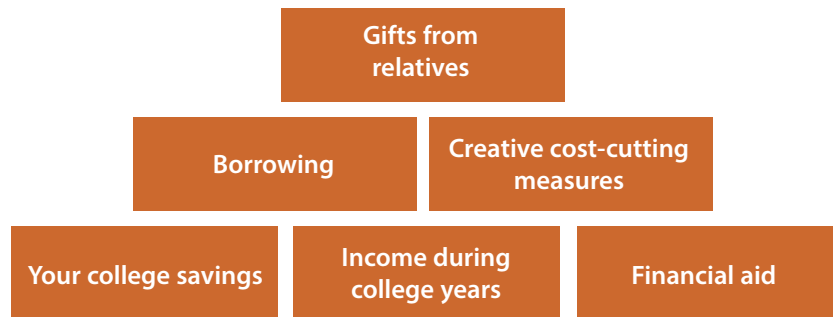 Gifts from
relatives
Borrowing
Creative cost-cutting
measures
Your college savings
Income during
college years
Financial aid